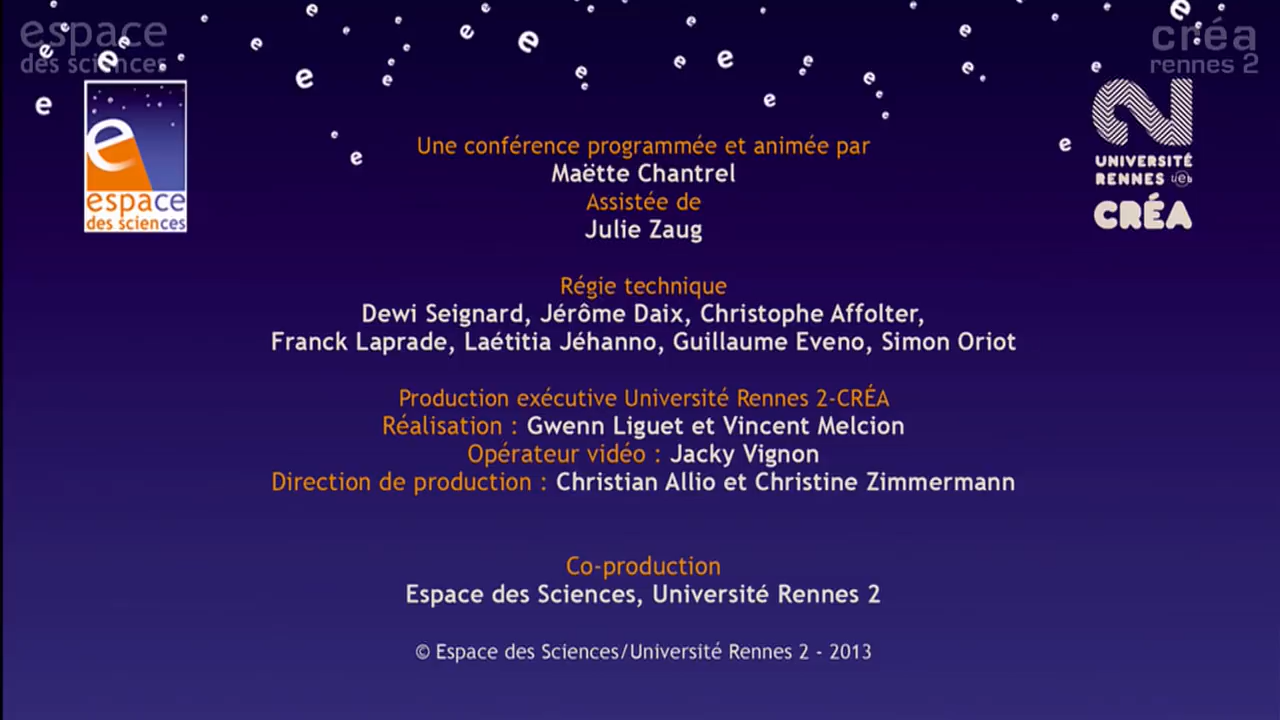 espace
des sciences
créa
rennes 2
e
espace
des sciences
2
UNIVERSITÉ
RENNES ueb
CRÉA
Une conférence programmée et animée par
Maëtte Chantrel
Assistée de
Julie Zaug
Régie technique
Dewi Seignard, Jérôme Daix, Christophe Affolter,
Franck Laprade, Laétitia Jéhanno, Guillaume Eveno, Simon Oriot
Production exécutive Université Rennes 2-CRÉA
Réalisation : Gwenn Liguet et Vincent Melcion
Opérateur vidéo : Jacky Vignon
Direction de production : Christian Allio et Christine Zimmermann
Co-production
Espace des Sciences, Université Rennes 2
© Espace des Sciences/Université Rennes 2 - 2013